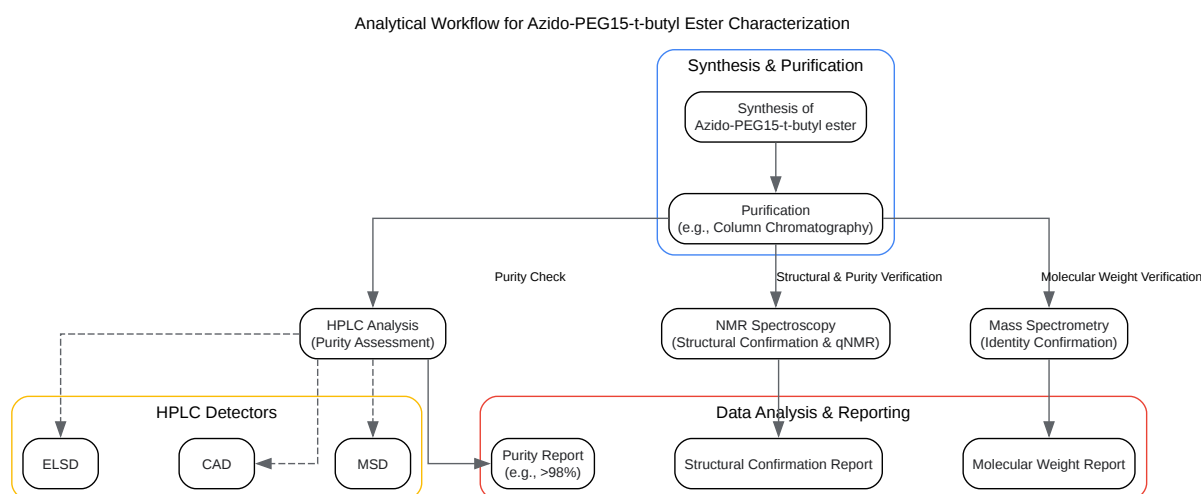 Analytical Workflow for Azido-PEG15-t-butyl Ester Characterization
Synthesis & Purification
Synthesis of
Azido-PEG15-t-butyl ester
Purification
(e.g., Column Chromatography)
Purity Check
Structural & Purity Verification
Molecular Weight Verification
HPLC Analysis
(Purity Assessment)
NMR Spectroscopy
(Structural Confirmation & qNMR)
Mass Spectrometry
(Identity Confirmation)
HPLC Detectors
Data Analysis & Reporting
ELSD
CAD
MSD
Purity Report
(e.g., >98%)
Structural Confirmation Report
Molecular Weight Report